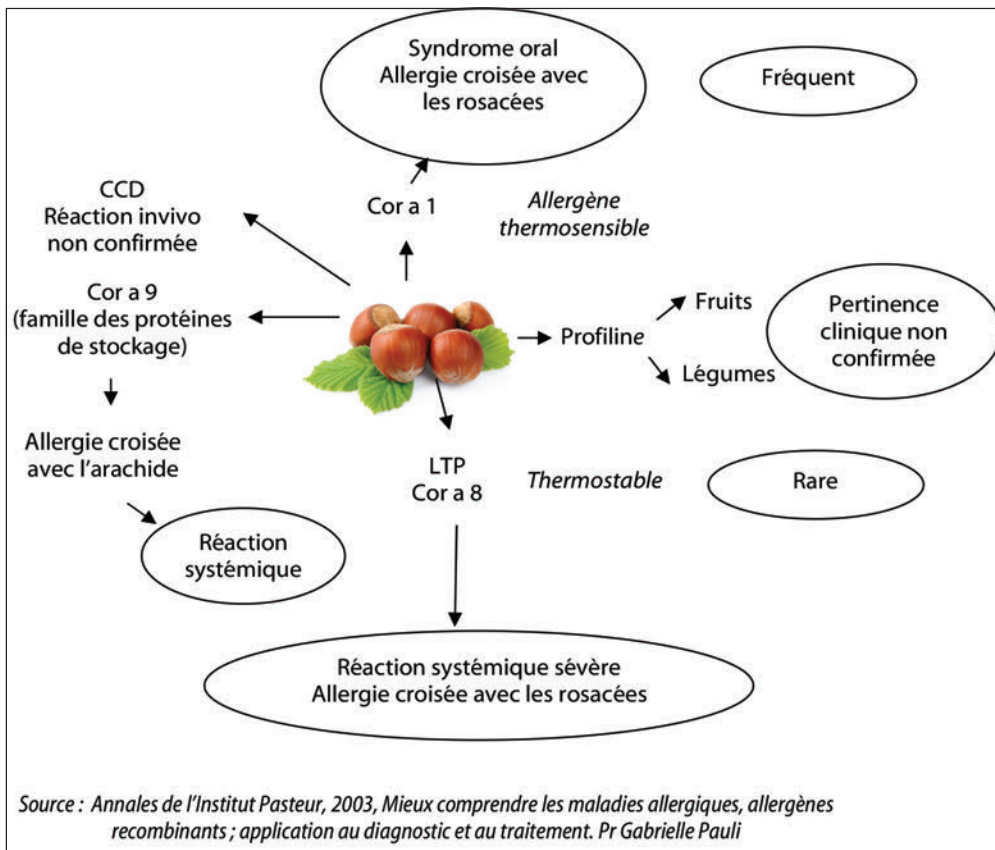 Syndrome oral
Allergie croisée avec
les rosacées
Fréquent
CCD
Réaction invivo
non confirmée
Cor a 1
Allergène
thermosensible
Cor a 9
(famille des protéines
de stockage)
Profiline
Fruits
Légumes
Pertinence
clinique non
confirmée
Allergie croisée
avec l'arachide
LTP
Cor a 8
Thermostable
Rare
Réaction
systémique
Réaction systémique sévère
Allergie croisée avec les rosacées
Source : Annales de l'Institut Pasteur, 2003, Mieux comprendre les maladies allergiques, allergènes
recombinants ; application au diagnostic et au traitement. Pr Gabrielle Pauli